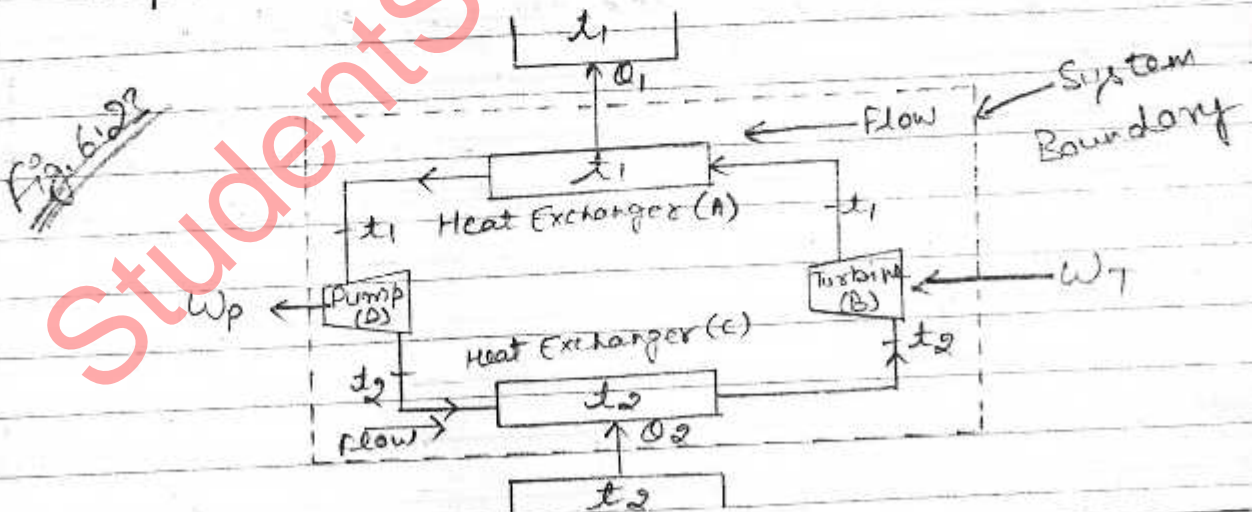 t1
Q1
System
Boundary
Flow
Fig. 6.22
t1
Heat Exchanger (A)
t1
t1
Wp
Pump
(D)
Turbine
(B)
WT
Heat Exchanger (C)
t2
t2
t2
Flow
Q2
t2
Students